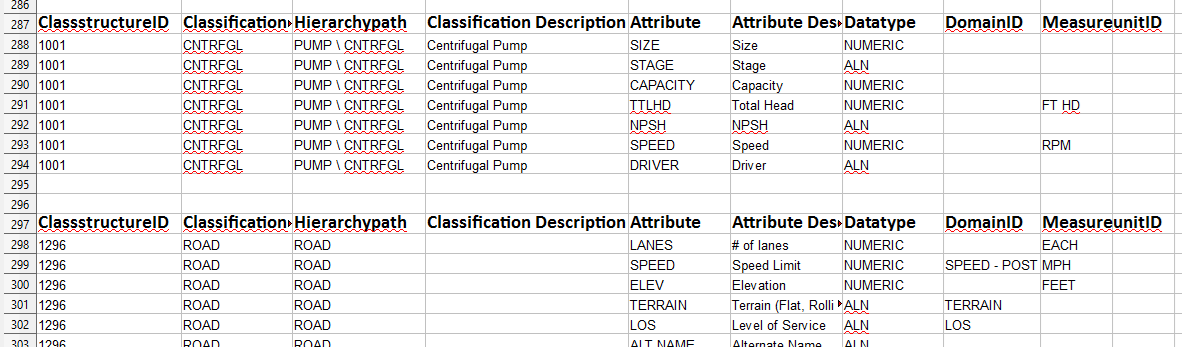 286
287 ClassstructureID Classification Hierarchypath Classification Description Attribute Attribute Des Datatype DomainID MeasureunitID
288 1001 CNTRFGL PUMP \ CNTRFGL Centrifugal Pump SIZE Size NUMERIC
289 1001 CNTRFGL PUMP \ CNTRFGL Centrifugal Pump STAGE Stage ALN
290 1001 CNTRFGL PUMP \ CNTRFGL Centrifugal Pump CAPACITY Capacity NUMERIC
291 1001 CNTRFGL PUMP \ CNTRFGL Centrifugal Pump TTLHD Total Head NUMERIC FT HD
292 1001 CNTRFGL PUMP \ CNTRFGL Centrifugal Pump NPSH NPSH ALN
293 1001 CNTRFGL PUMP \ CNTRFGL Centrifugal Pump SPEED Speed NUMERIC RPM
294 1001 CNTRFGL PUMP \ CNTRFGL Centrifugal Pump DRIVER Driver ALN
295
296
297 ClassstructureID Classification Hierarchypath Classification Description Attribute Attribute Des Datatype DomainID MeasureunitID
298 1296 ROAD ROAD LANES # of lanes NUMERIC EACH
299 1296 ROAD ROAD SPEED Speed Limit NUMERIC SPEED - POST MPH
300 1296 ROAD ROAD ELEV Elevation NUMERIC FEET
301 1296 ROAD ROAD TERRAIN Terrain (Flat, Rolli ALN TERRAIN
302 1296 ROAD ROAD LOS Level of Service ALN LOS
303 1296 ROAD ROAD ALT NAME Alternate Name ALN